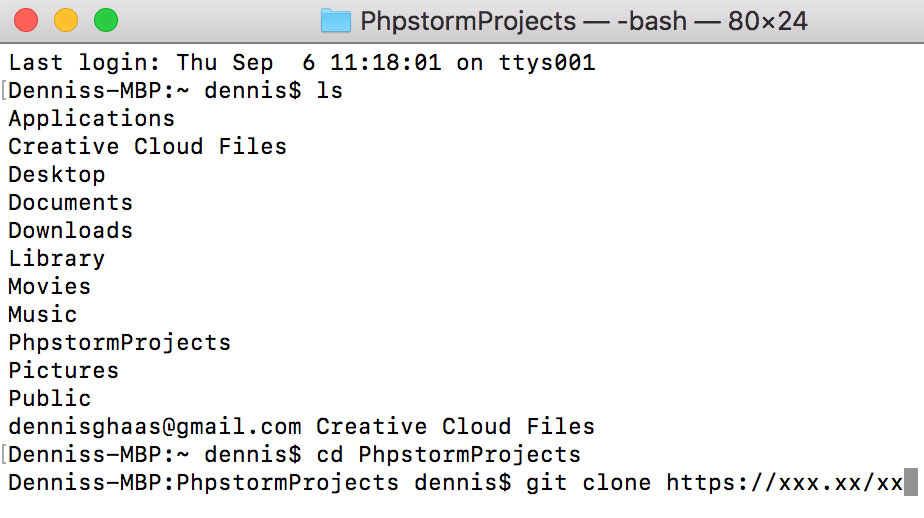 PhpstormProjects — -bash — 80×24
Last login: Thu Sep  6 11:18:01 on ttys001
[Denniss-MBP:~ dennis$ ls
Applications
Creative Cloud Files
Desktop
Documents
Downloads
Library
Movies
Music
PhpstormProjects
Pictures
Public
dennisghaas@gmail.com Creative Cloud Files
[Denniss-MBP:~ dennis$ cd PhpstormProjects
Denniss-MBP:PhpstormProjects dennis$ git clone https://xxx.xx/xx